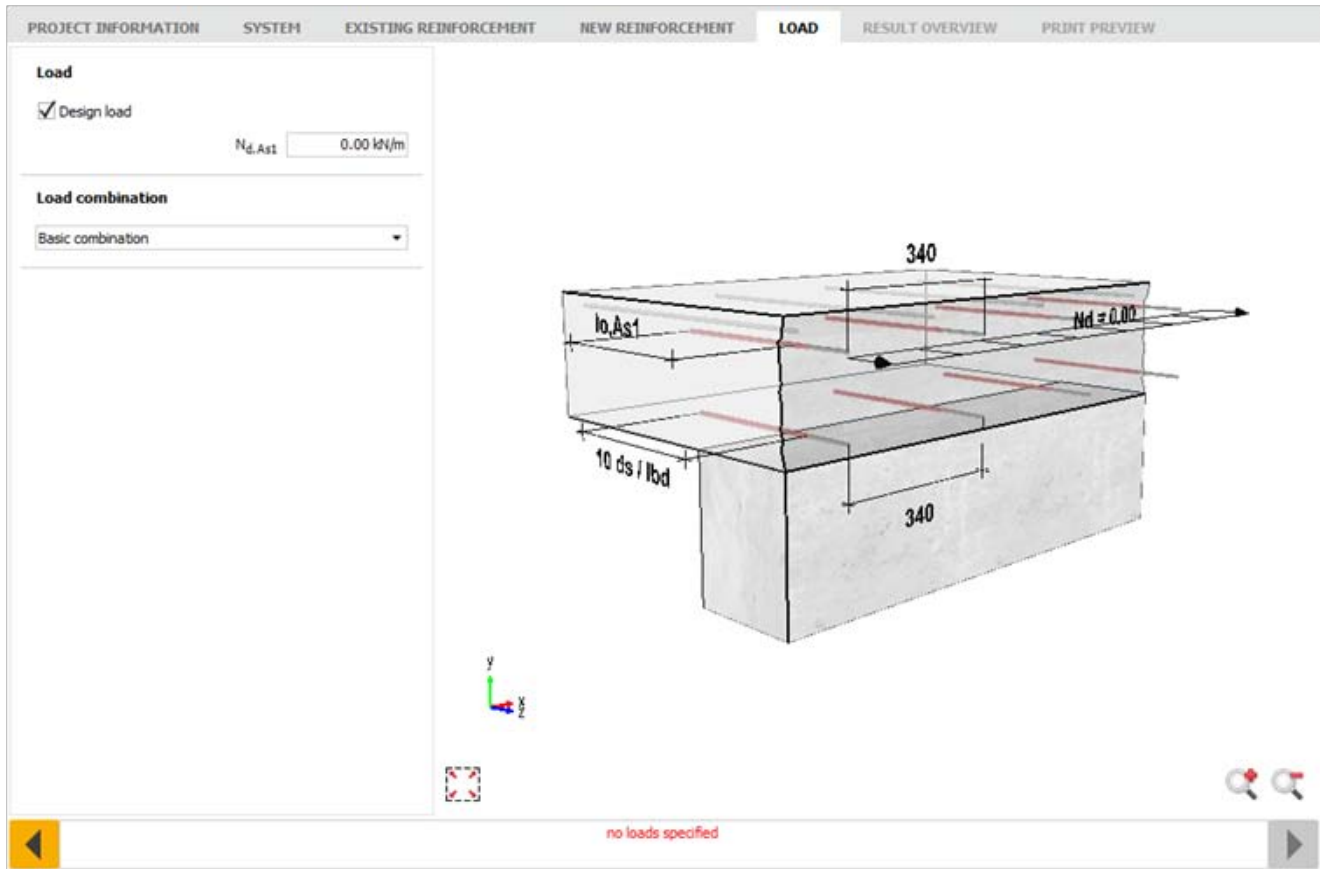 PROJECT INFORMATION SYSTEM EXISTING REINFORCEMENT NEW REINFORCEMENT LOAD RESULT OVERVIEW PRINT PREVIEW
Load
Design load
Nd,As1 0.00 kN/m
Load combination
Basic combination
340
lo,As1
Nd = 0.00
10 ds / lbd
340
y
x
z
no loads specified